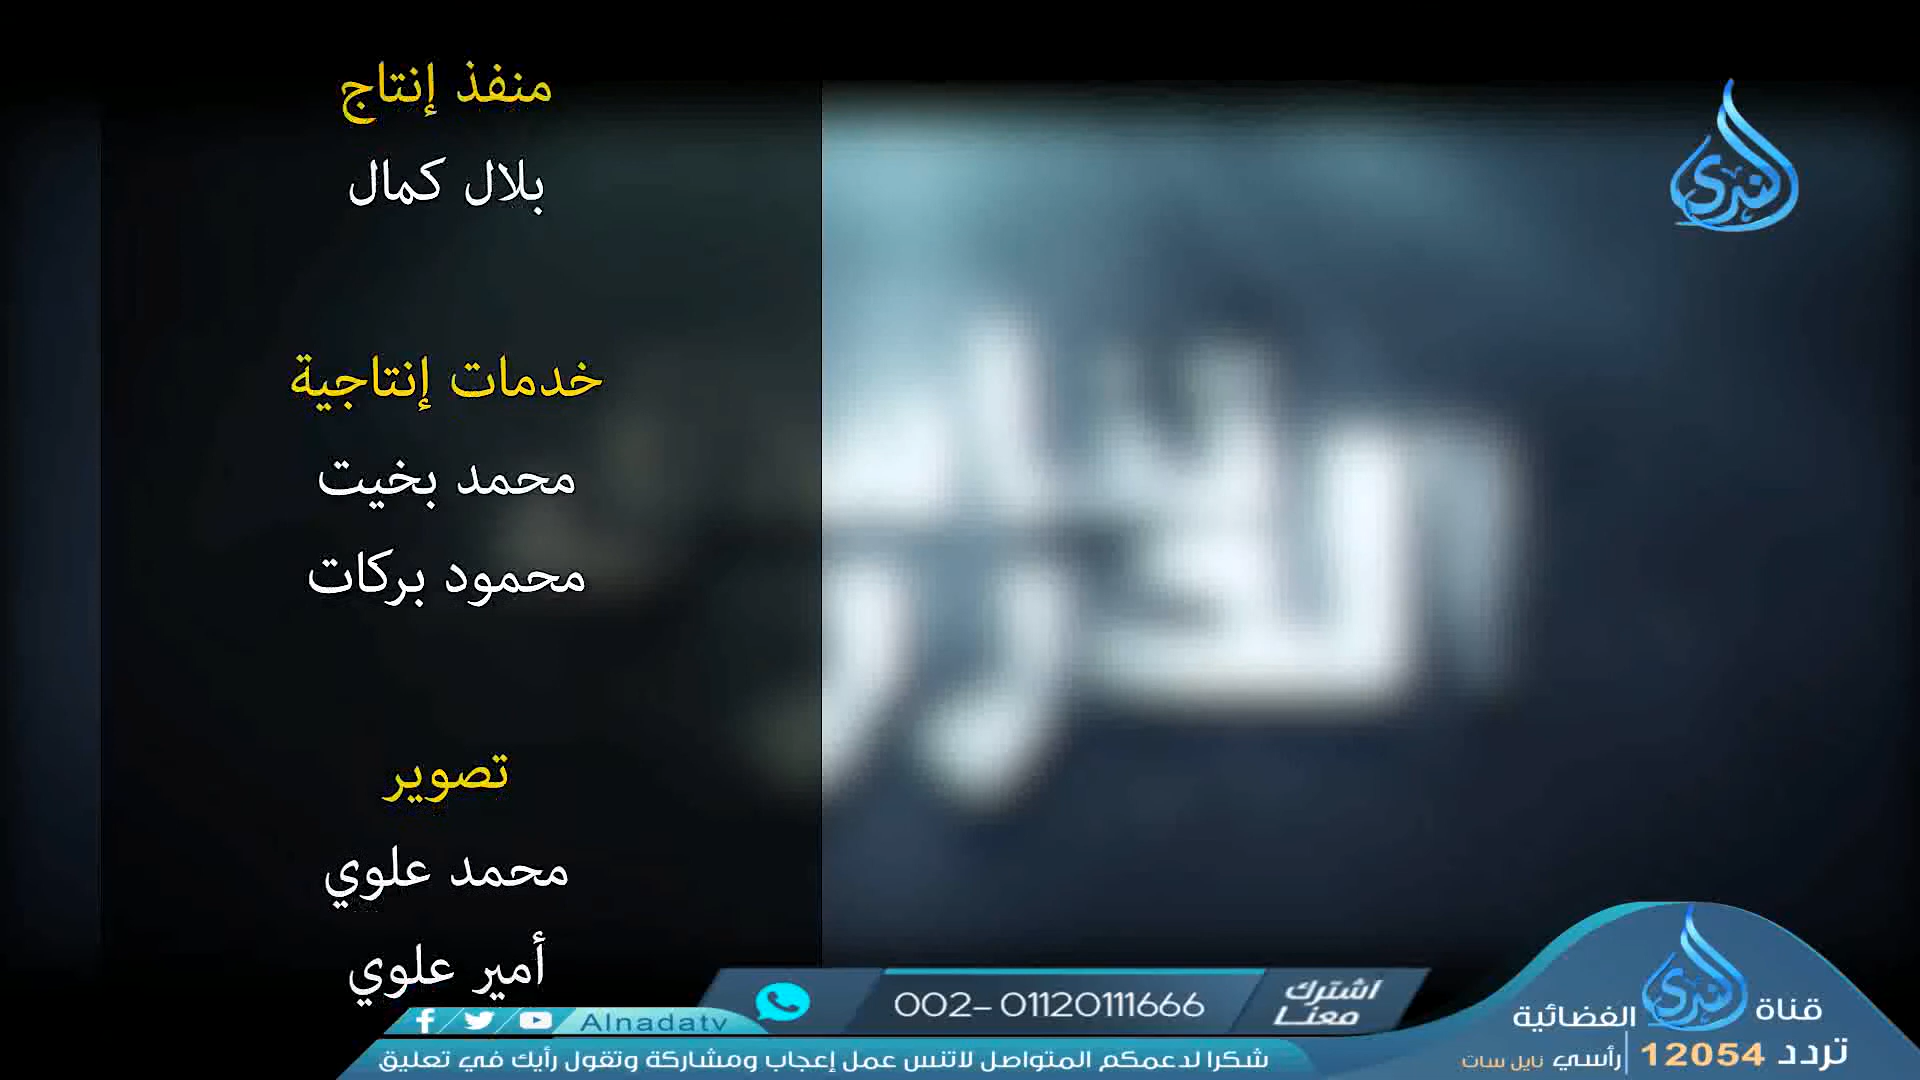 منفذ إنتاج
بلال كمال
خدمات إنتاجية
محمد بخيت
محمود بركات
تصوير
محمد علوي
أمير علوي
الندى
اشترك معنا
002-01120111666
Alnadatv
شكرا لدعمكم المتواصل لاتنس عمل إعجاب ومشاركة وتقول رأيك في تعليق
قناة الندى الفضائية
تردد 12054 رأسي نايل سات